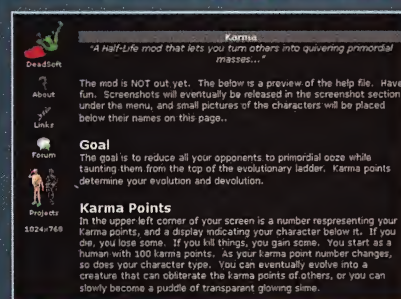 Karma
"A Half-Life mod that lets you turn others into quivering primordial
masses..."
DeadSoft
The mod is NOT out yet. The below is a preview of the help file. Have
About
fun. Screenshots will eventually be released in the screenshot section
under the menu, and small pictures of the characters will be placed
Links
below their names on this page..
Forum
Goal
The goal is to reduce all your opponents to primordial ooze while
taunting them from the top of the evolutionary ladder. Karma points
determine your evolution and devolution.
Projects
Karma Points
1024x768
In the upper left corner of your screen is a number respresenting your
Karma points, and a display indicating your character below it. If you
die, you lose some. If you kill things, you gain some. You start as a
human with 100 karma points. As your karma point number changes,
so does your character type. You can eventually evolve into a
creature that can obliterate the karma points of others, or you can
slowly become a puddle of transparent glowing slime.